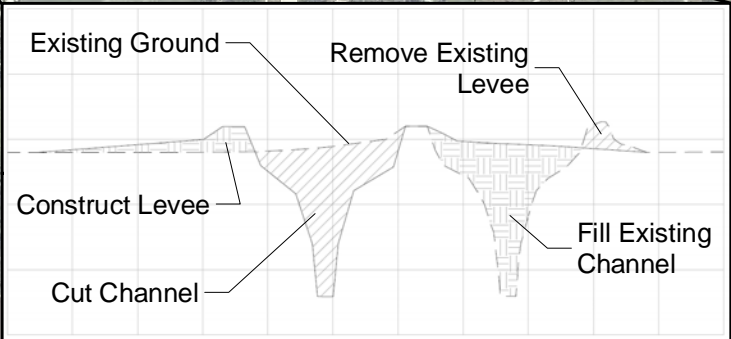 Existing Ground
Remove Existing
Levee
Construct Levee
Fill Existing
Channel
Cut Channel